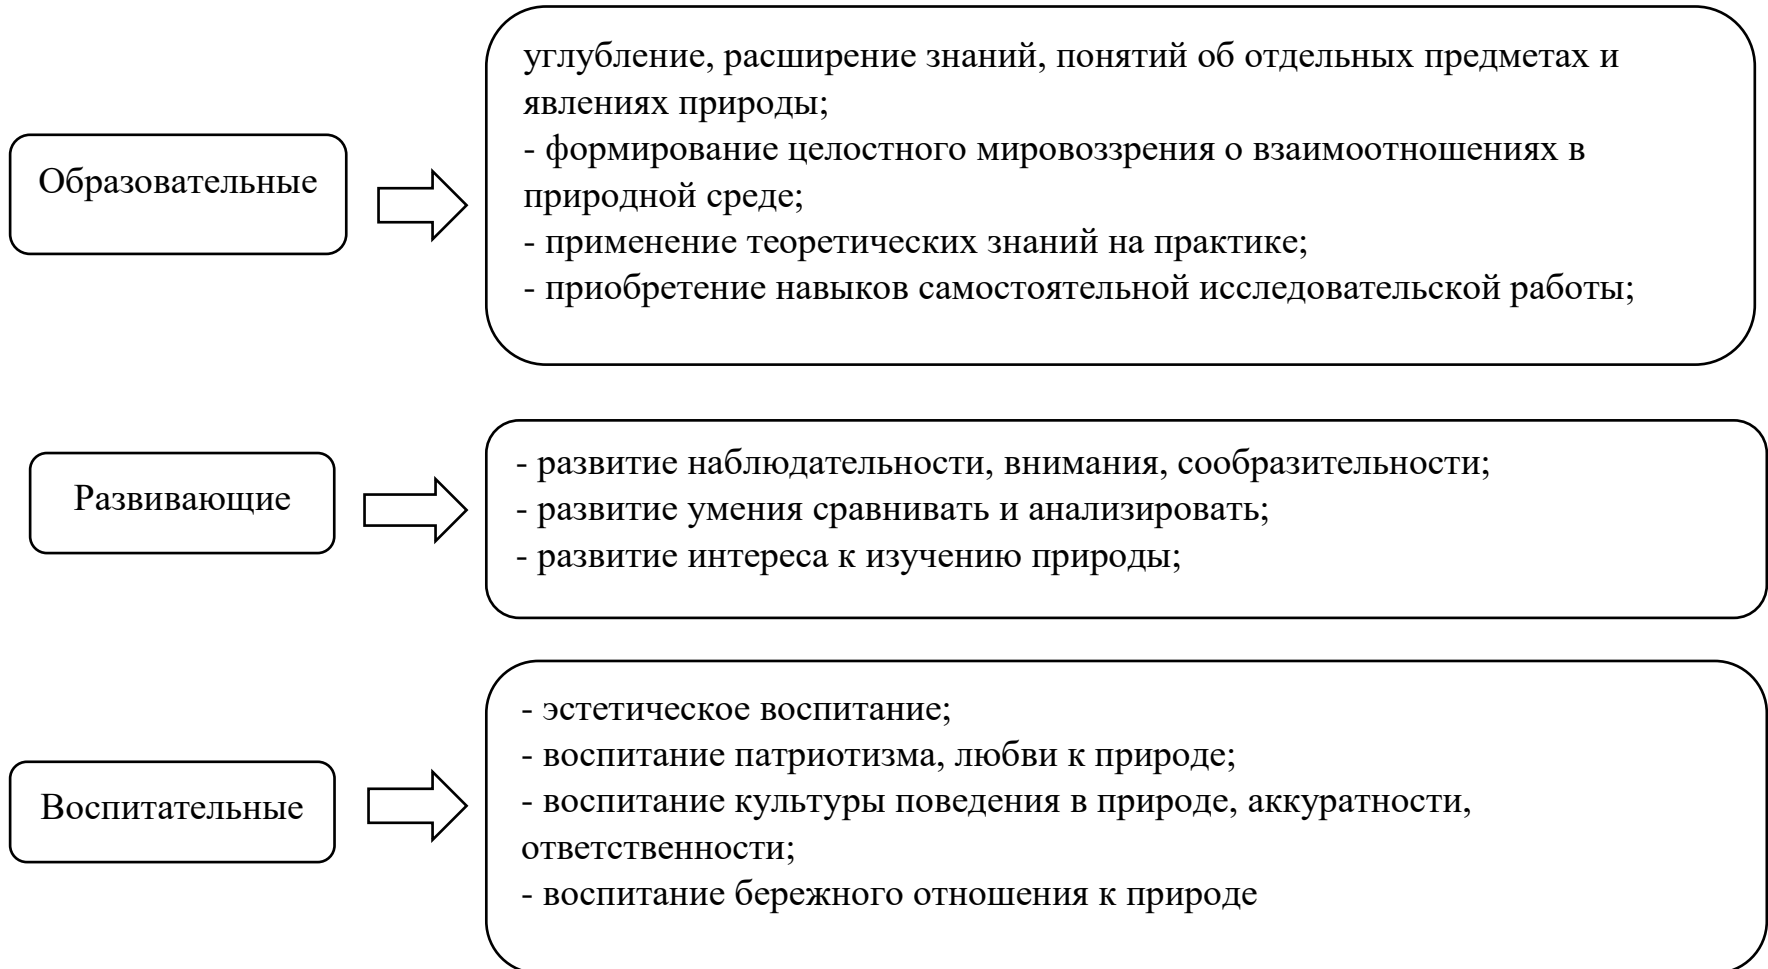 Образовательные
углубление, расширение знаний, понятий об отдельных предметах и
явлениях природы;
- формирование целостного мировоззрения о взаимоотношениях в
природной среде;
- применение теоретических знаний на практике;
- приобретение навыков самостоятельной исследовательской работы;
Развивающие
- развитие наблюдательности, внимания, сообразительности;
- развитие умения сравнивать и анализировать;
- развитие интереса к изучению природы;
Воспитательные
- эстетическое воспитание;
- воспитание патриотизма, любви к природе;
- воспитание культуры поведения в природе, аккуратности,
ответственности;
- воспитание бережного отношения к природе